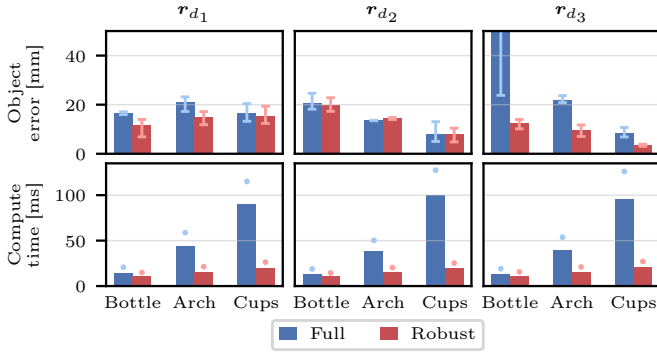 r_{d_1} r_{d_2} r_{d_3}
Object
error [mm]
40
20
0
Compute
time [ms]
100
50
0
Bottle Arch Cups Bottle Arch Cups Bottle Arch Cups
Full Robust